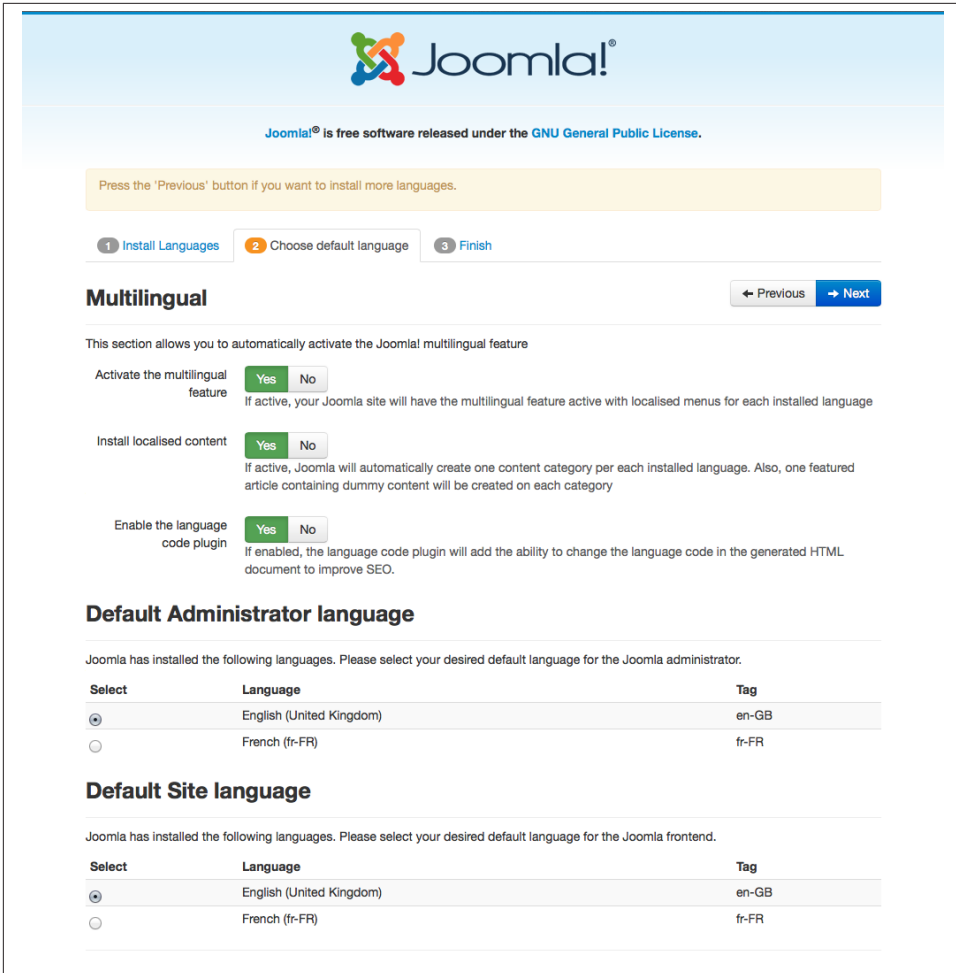 Joomla!®
Joomla!® is free software released under the GNU General Public License.
Press the 'Previous' button if you want to install more languages.
1 Install Languages 2 Choose default language 3 Finish
Multilingual
← Previous → Next
This section allows you to automatically activate the Joomla! multilingual feature
Activate the multilingual
feature
Yes No
If active, your Joomla site will have the multilingual feature active with localised menus for each installed language
Install localised content
Yes No
If active, Joomla will automatically create one content category per each installed language. Also, one featured
article containing dummy content will be created on each category
Enable the language
code plugin
Yes No
If enabled, the language code plugin will add the ability to change the language code in the generated HTML
document to improve SEO.
Default Administrator language
Joomla has installed the following languages. Please select your desired default language for the Joomla administrator.
Select Language Tag
English (United Kingdom) en-GB
French (fr-FR) fr-FR
Default Site language
Joomla has installed the following languages. Please select your desired default language for the Joomla frontend.
Select Language Tag
English (United Kingdom) en-GB
French (fr-FR) fr-FR